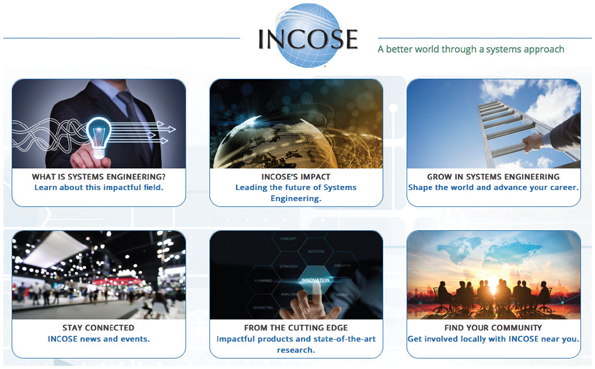 INCOSE
A better world through a systems approach
WHAT IS SYSTEMS ENGINEERING?
Learn about this impactful field.
INCOSE'S IMPACT
Leading the future of Systems
Engineering.
GROW IN SYSTEMS ENGINEERING
Shape the world and advance your career.
CONCEPT
SUCCESS
STRATEGY
INNOVATION
STAY CONNECTED
INCOSE news and events.
FROM THE CUTTING EDGE
Impactful products and state-of-the-art
research.
FIND YOUR COMMUNITY
Get involved locally with INCOSE near you.